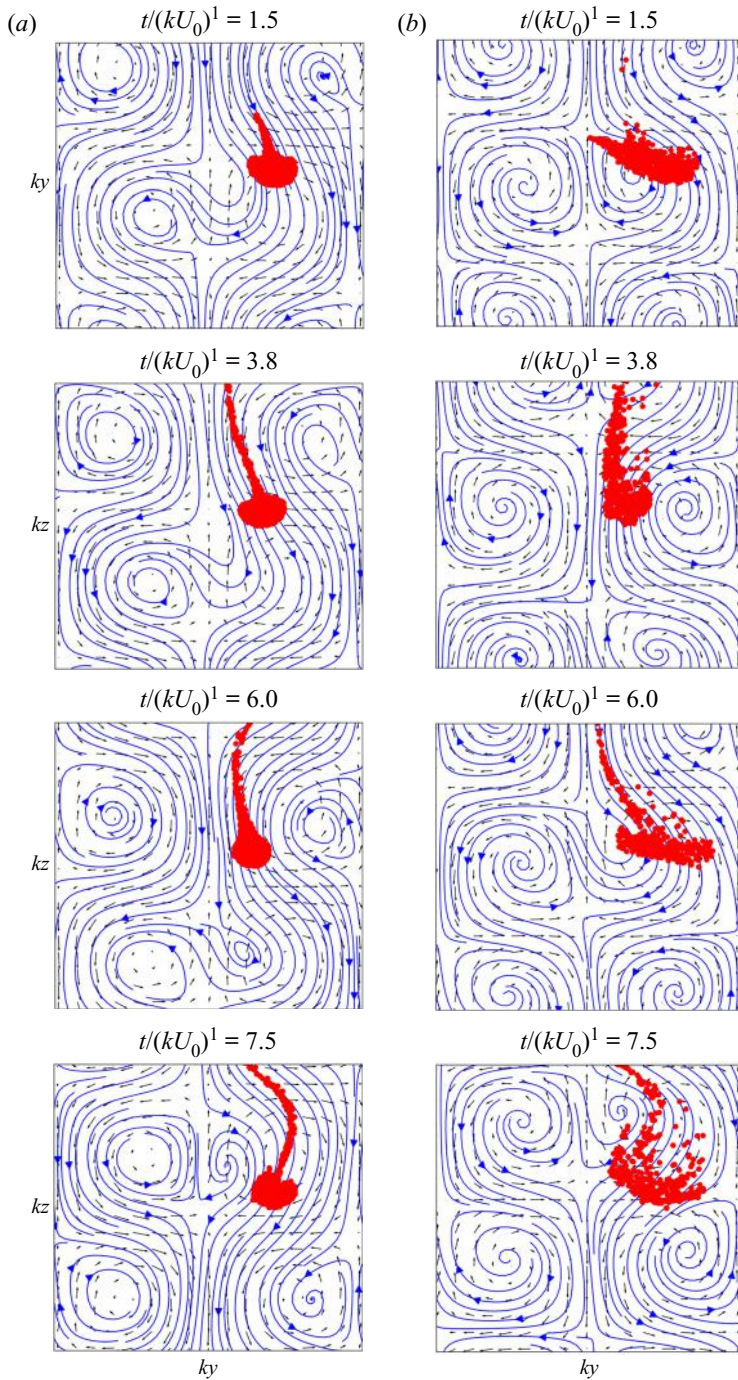 (a) t/(kU0)1 = 1.5 (b) t/(kU0)1 = 1.5
ky
t/(kU0)1 = 3.8 t/(kU0)1 = 3.8
kz
t/(kU0)1 = 6.0 t/(kU0)1 = 6.0
kz
t/(kU0)1 = 7.5 t/(kU0)1 = 7.5
kz
ky ky